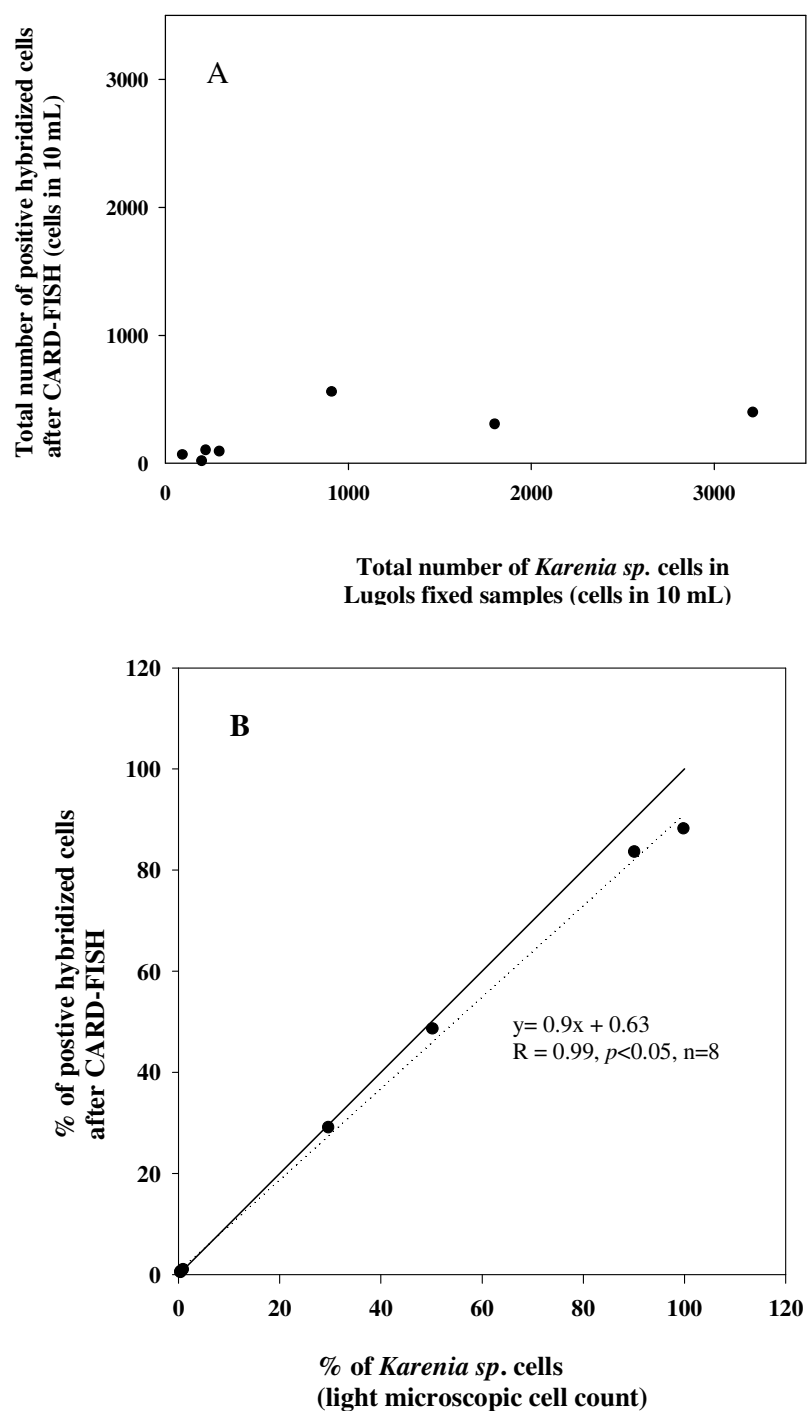 A
Total number of positive hybridized cells
after CARD-FISH (cells in 10 mL)
3000
2000
1000
0
0 1000 2000 3000
Total number of Karenia sp. cells in
Lugols fixed samples (cells in 10 mL)
B
% of postive hybridized cells
after CARD-FISH
120
100
80
60
40
20
0
y= 0.9x + 0.63
R = 0.99, p<0.05, n=8
0 20 40 60 80 100 120
% of Karenia sp. cells
(light microscopic cell count)